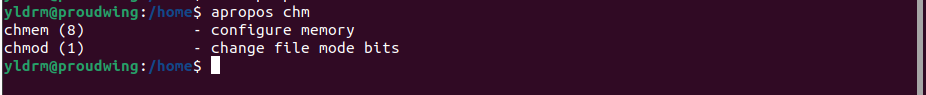 yldrm@proudwing:/home$ apropos chm
chmem (8)            - configure memory
chmod (1)            - change file mode bits
yldrm@proudwing:/home$